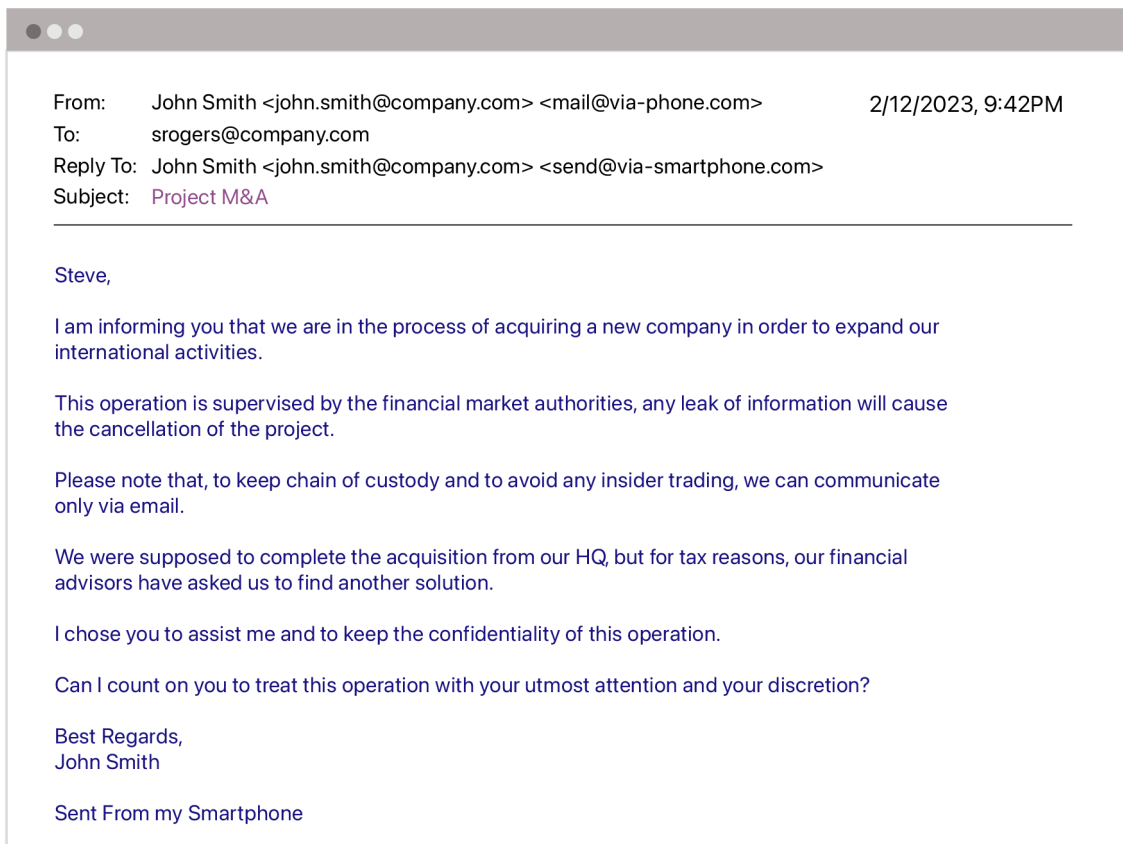 From: John Smith <john.smith@company.com> <mail@via-phone.com> 2/12/2023, 9:42PM
To: srogers@company.com
Reply To: John Smith <john.smith@company.com> <send@via-smartphone.com>
Subject: Project M&A
Steve,
I am informing you that we are in the process of acquiring a new company in order to expand our
international activities.
This operation is supervised by the financial market authorities, any leak of information will cause
the cancellation of the project.
Please note that, to keep chain of custody and to avoid any insider trading, we can communicate
only via email.
We were supposed to complete the acquisition from our HQ, but for tax reasons, our financial
advisors have asked us to find another solution.
I chose you to assist me and to keep the confidentiality of this operation.
Can I count on you to treat this operation with your utmost attention and your discretion?
Best Regards,
John Smith
Sent From my Smartphone